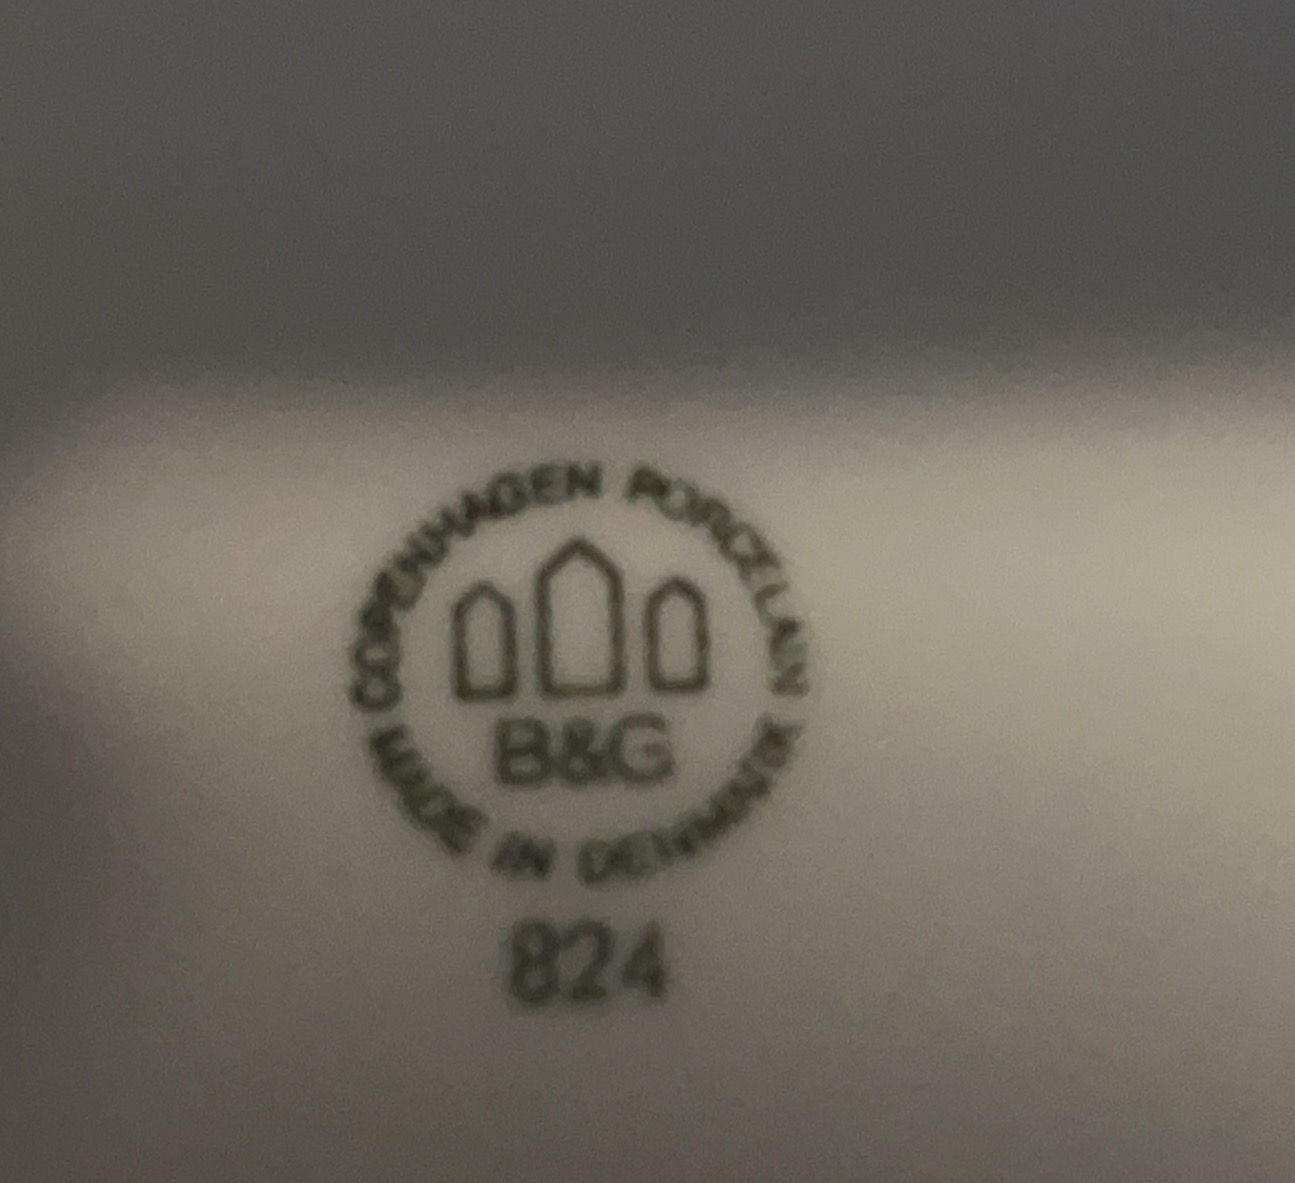 COPENHAGEN PORCELAIN
B&G
MADE IN DENMARK
824